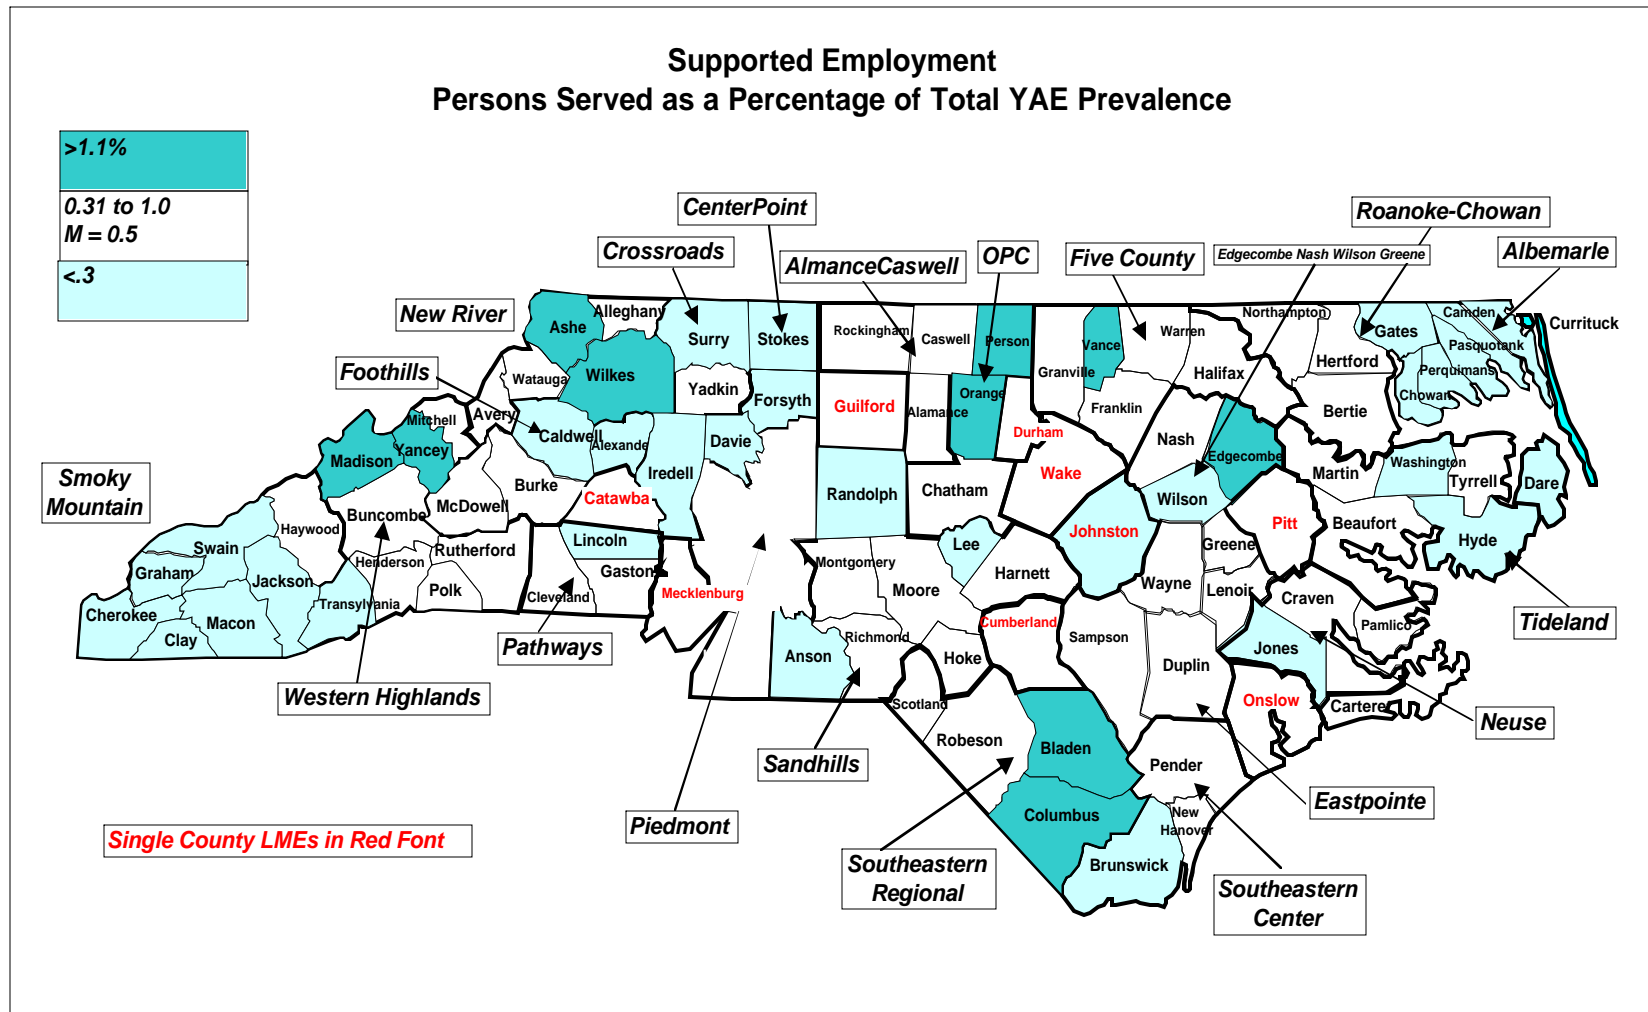 Supported Employment
Persons Served as a Percentage of Total YAE Prevalence
>1.1%
0.31 to 1.0
M = 0.5
<.3
CenterPoint
Roanoke-Chowan
Crossroads
AlmanceCaswell
OPC
Five County
Edgecombe Nash Wilson Greene
Albemarle
New River
Foothills
Smoky
Mountain
Ashe
Alleghany
Surry
Stokes
Rockingham
Caswell
Person
Vance
Warren
Northampton
Gates
Camden
Currituck
Pasquotank
Perquimans
Chowan
Hertford
Halifax
Granville
Watauga
Wilkes
Yadkin
Forsyth
Guilford
Alamance
Orange
Durham
Franklin
Bertie
Mitchell
Avery
Caldwell
Alexande
Davie
Iredell
Nash
Madison
Yancey
Edgecombe
Martin
Washington
Tyrrell
Dare
Wake
Burke
McDowell
Catawba
Randolph
Chatham
Wilson
Buncombe
Haywood
Johnston
Pitt
Beaufort
Hyde
Swain
Lincoln
Lee
Greene
Rutherford
Henderson
Graham
Jackson
Gaston
Montgomery
Harnett
Wayne
Polk
Cleveland
Mecklenburg
Moore
Lenoir
Craven
Transylvania
Cherokee
Macon
Clay
Richmond
Cumberland
Sampson
Pamlico
Tideland
Pathways
Anson
Hoke
Duplin
Jones
Western Highlands
Scotland
Onslow
Cartere
Neuse
Robeson
Bladen
Sandhills
Pender
Eastpointe
Columbus
New
Hanover
Piedmont
Single County LMEs in Red Font
Brunswick
Southeastern
Regional
Southeastern
Center